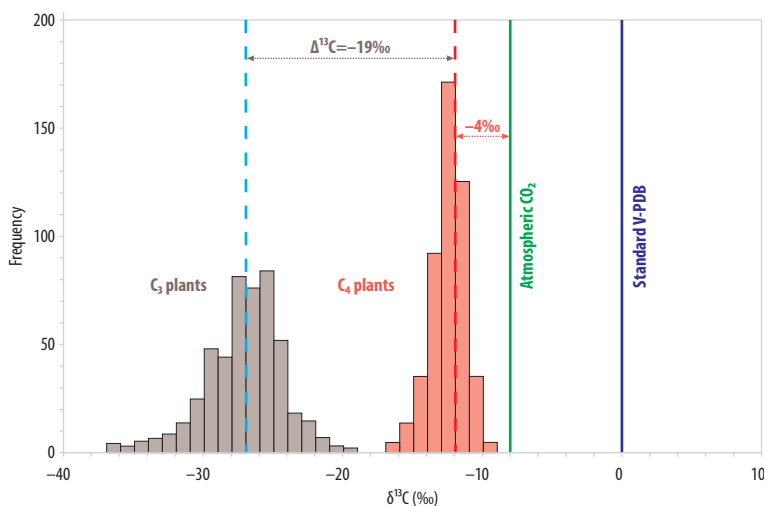 200
150
100
50
0
Frequency
Δ¹³C=–19‰
–4‰
C₃ plants
C₄ plants
Atmospheric CO₂
Standard V-PDB
–40
–30
–20
–10
0
10
δ¹³C (‰)